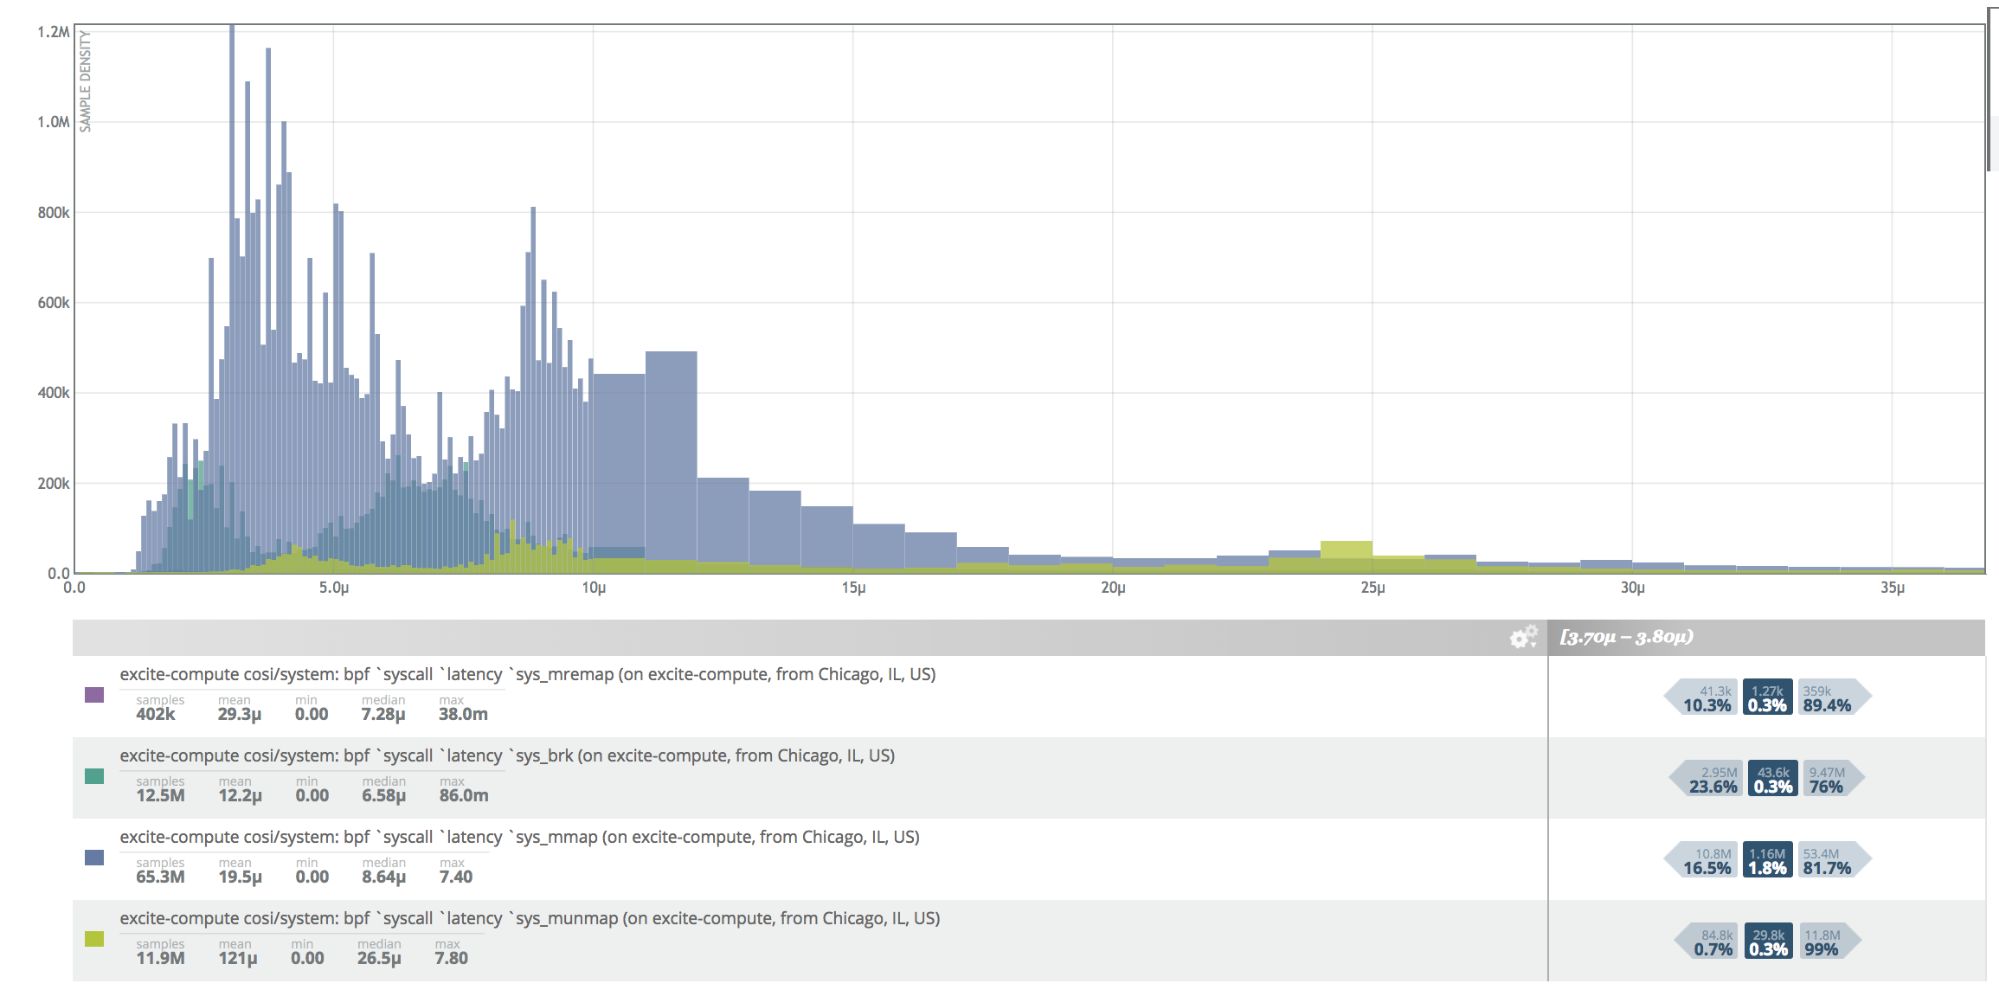 1.2M
SAMPLE DENSITY
1.0M
800k
600k
400k
200k
0.0
0.0 5.0µ 10µ 15µ 20µ 25µ 30µ 35µ
[3.70µ – 3.80µ)
excite-compute cosi/system: bpf `syscall `latency `sys_mremap (on excite-compute, from Chicago, IL, US)
samples mean min median max
402k 29.3µ 0.00 7.28µ 38.0m
41.3k 1.27k 359k
10.3% 0.3% 89.4%
excite-compute cosi/system: bpf `syscall `latency `sys_brk (on excite-compute, from Chicago, IL, US)
samples mean min median max
12.5M 12.2µ 0.00 6.58µ 86.0m
2.95M 43.6k 9.47M
23.6% 0.3% 76%
excite-compute cosi/system: bpf `syscall `latency `sys_mmap (on excite-compute, from Chicago, IL, US)
samples mean min median max
65.3M 19.5µ 0.00 8.64µ 7.40
10.8M 1.16M 53.4M
16.5% 1.8% 81.7%
excite-compute cosi/system: bpf `syscall `latency `sys_munmap (on excite-compute, from Chicago, IL, US)
samples mean min median max
11.9M 121µ 0.00 26.5µ 7.80
84.8k 29.8k 11.8M
0.7% 0.3% 99%